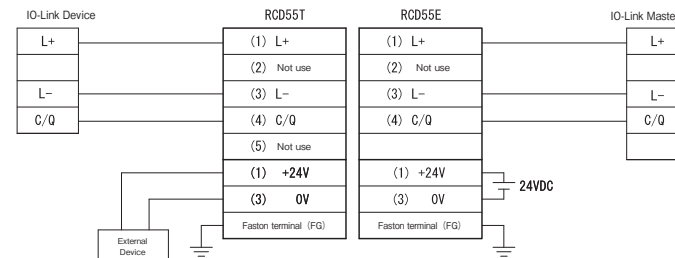 IO-Link Device RCD55T RCD55E IO-Link Maste
L+ (1) L+ (1) L+ L+
(2) Not use (2) Not use
L− (3) L− (3) L− L−
C/Q (4) C/Q (4) C/Q C/Q
(5) Not use
(1) +24V (1) +24V
24VDC
(3) 0V (3) 0V
Faston terminal (FG) Faston terminal (FG)
External
Device